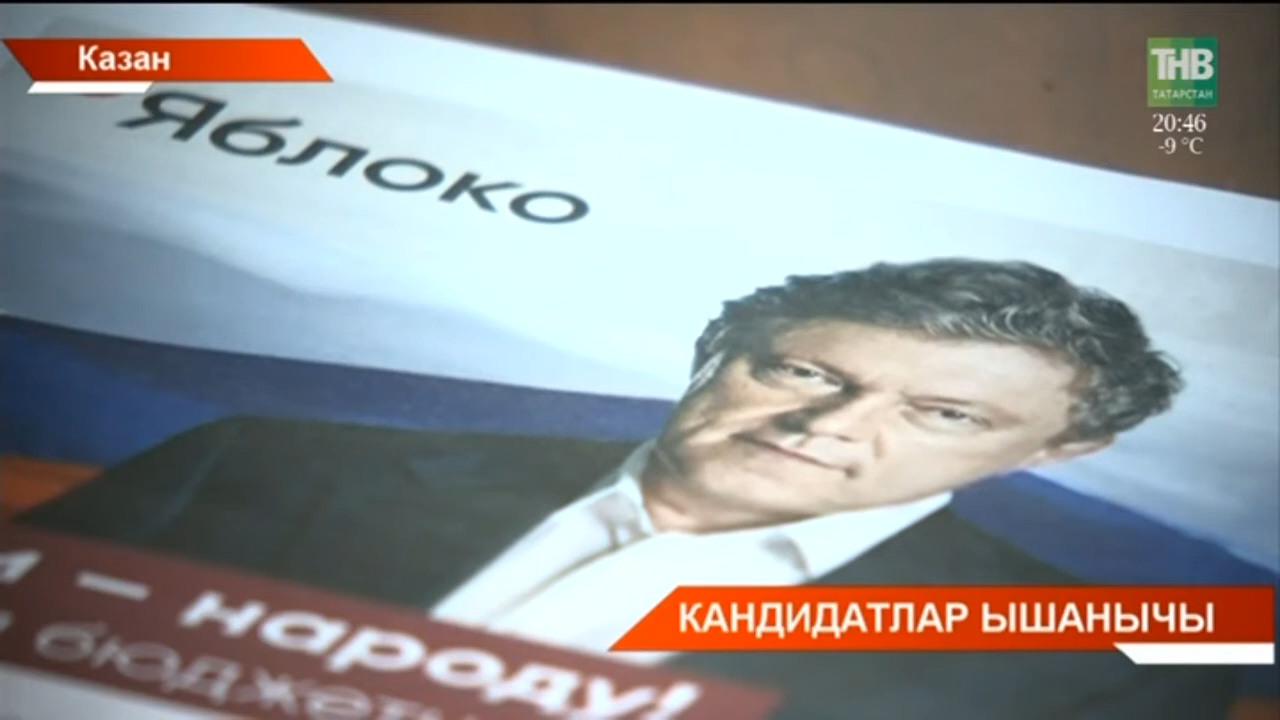 Казан
ТНВ
ТАТАРСТАН
20:46
-9 °C
Яблоко
– народу!
КАНДИДАТЛАР ЫШАНЫЧЫ